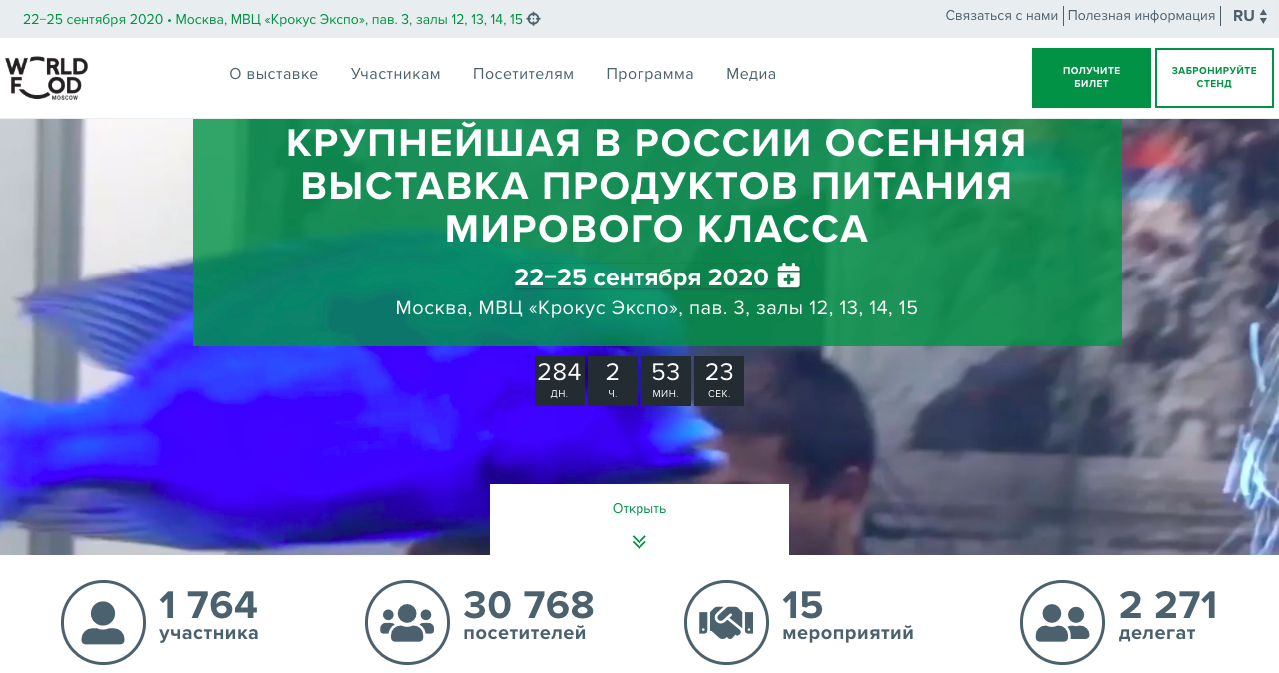 22–25 сентября 2020 • Москва, МВЦ «Крокус Экспо», пав. 3, залы 12, 13, 14, 15
Связаться с нами
Полезная информация
RU
WORLD
FOOD
MOSCOW
О выставке
Участникам
Посетителям
Программа
Медиа
ПОЛУЧИТЕ
БИЛЕТ
ЗАБРОНИРУЙТЕ
СТЕНД
КРУПНЕЙШАЯ В РОССИИ ОСЕННЯЯ
ВЫСТАВКА ПРОДУКТОВ ПИТАНИЯ
МИРОВОГО КЛАССА
22–25 сентября 2020
Москва, МВЦ «Крокус Экспо», пав. 3, залы 12, 13, 14, 15
284 2 53 23
ДН. Ч. МИН. СЕК.
Открыть
1 764
участника
30 768
посетителей
15
мероприятий
2 271
делегат